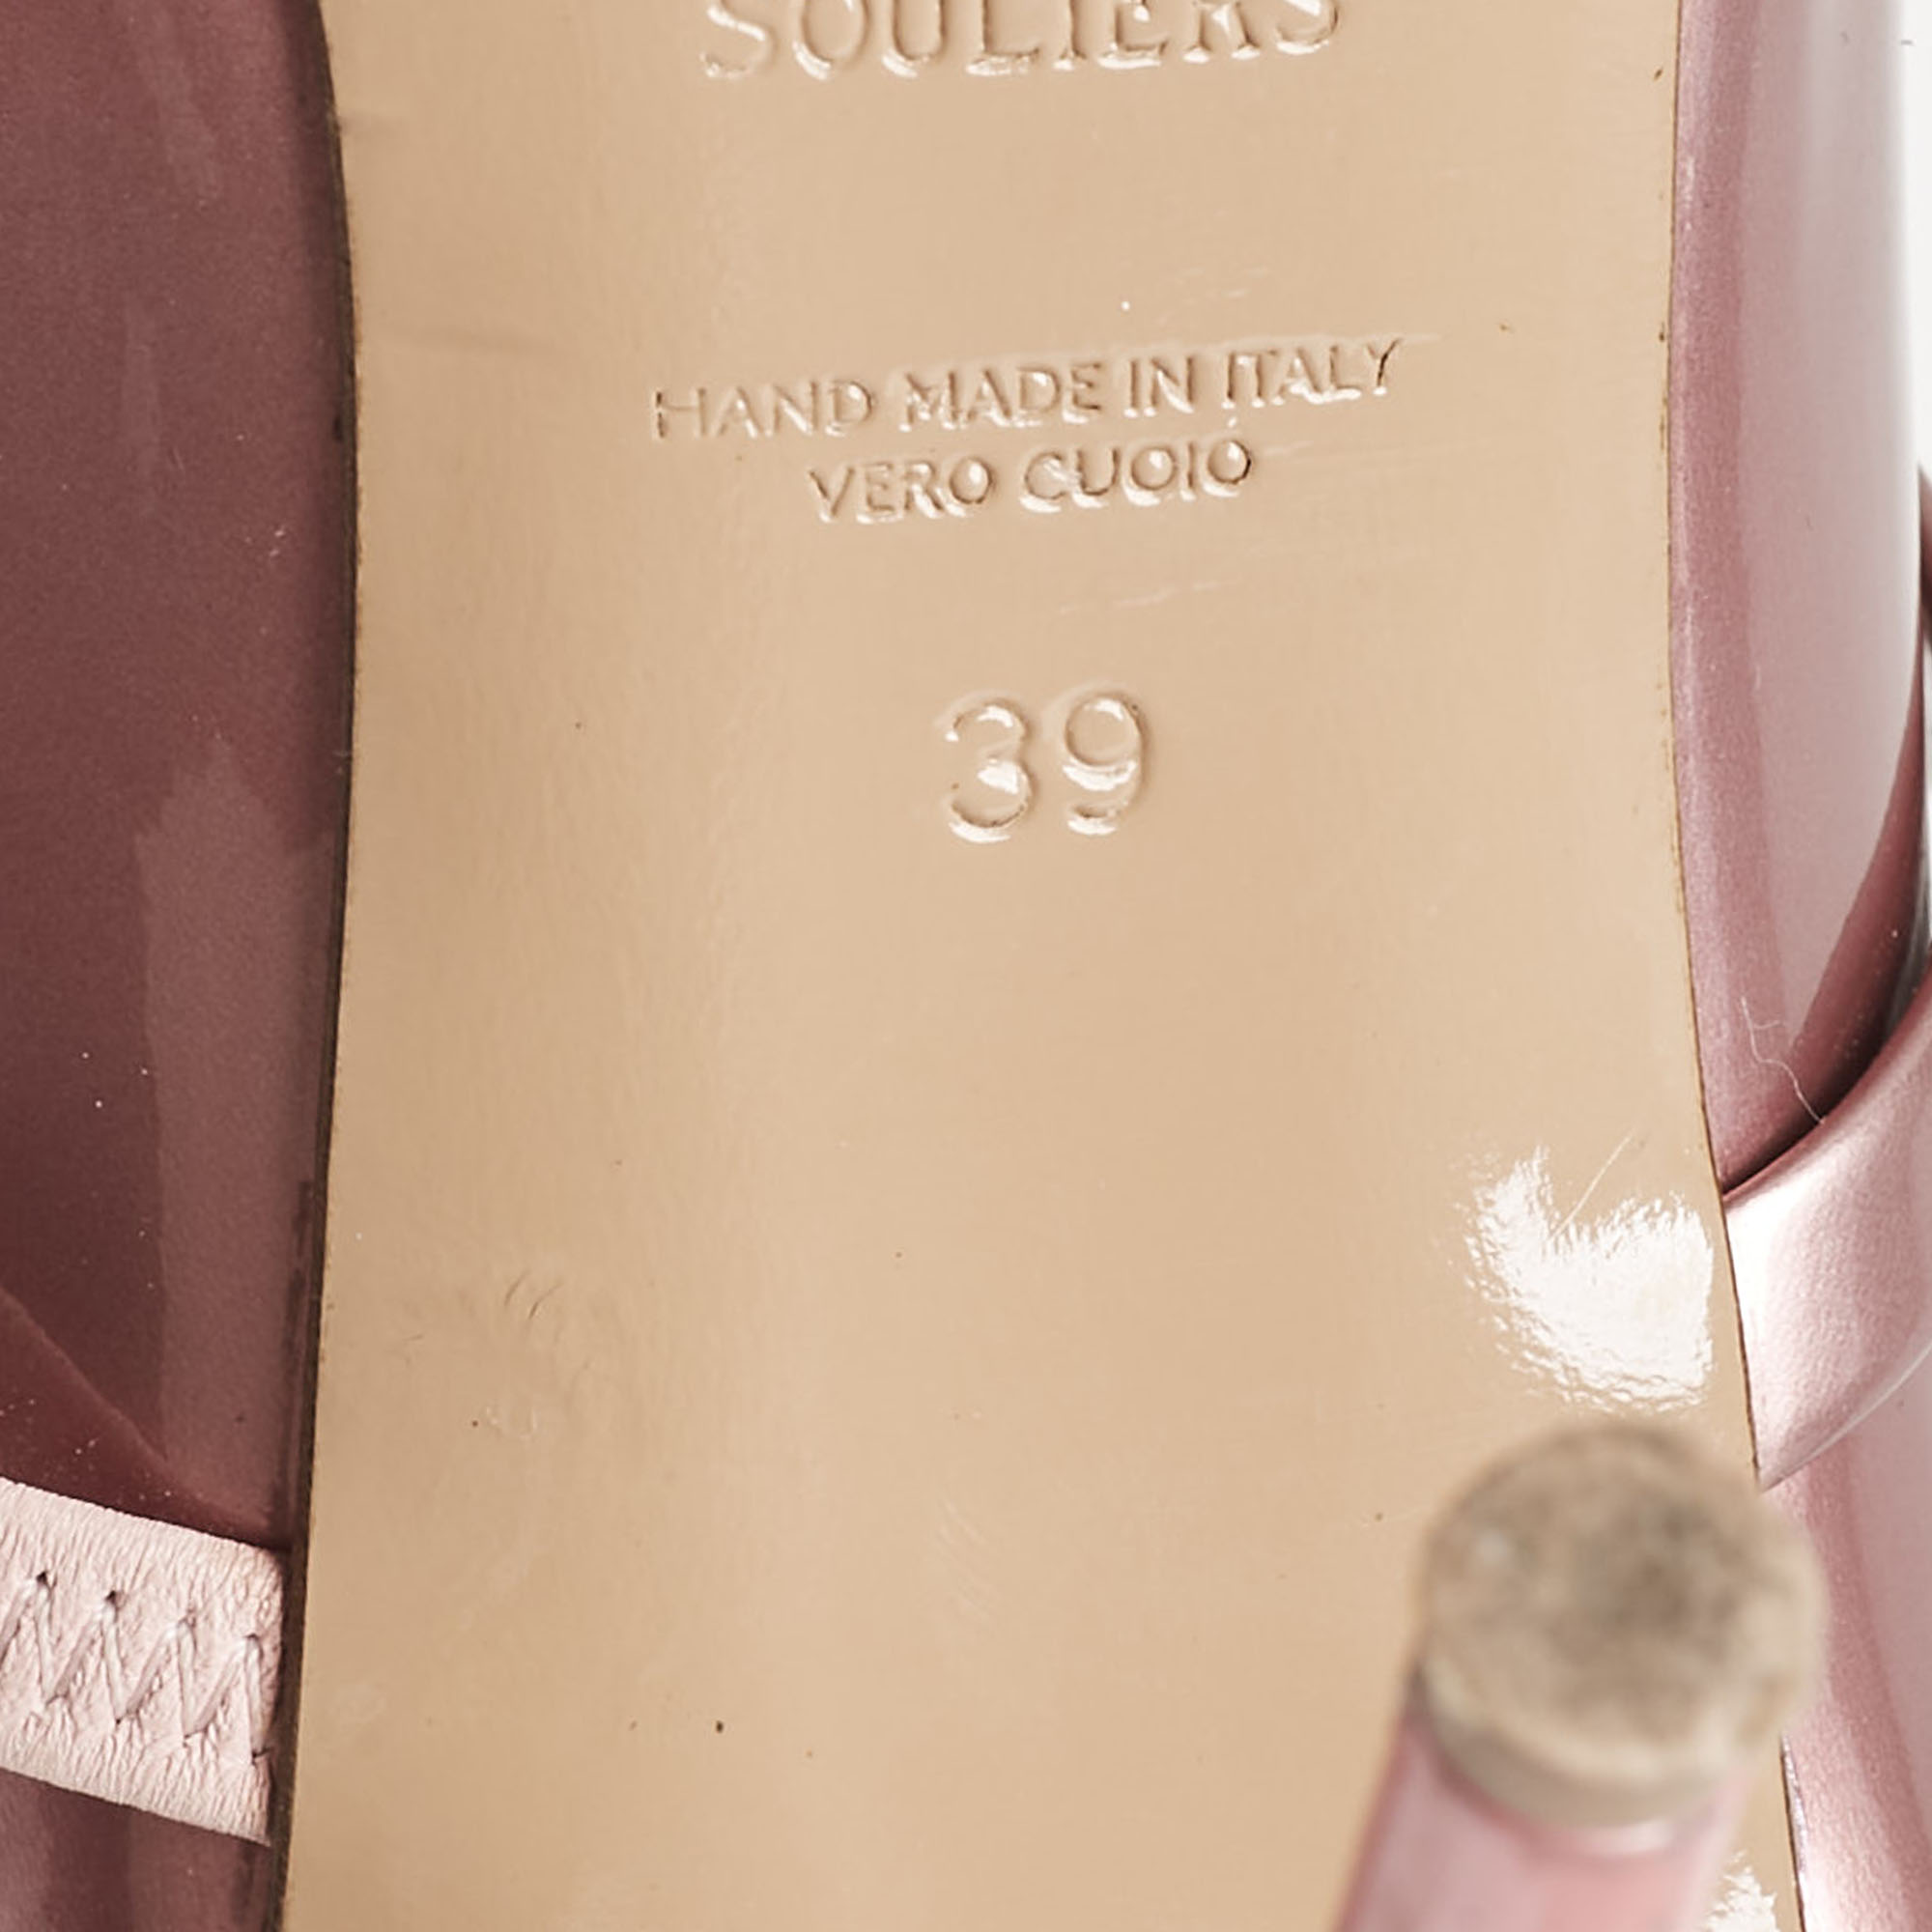 SOULIERS
HAND MADE IN ITALY
VERO CUOIO
39